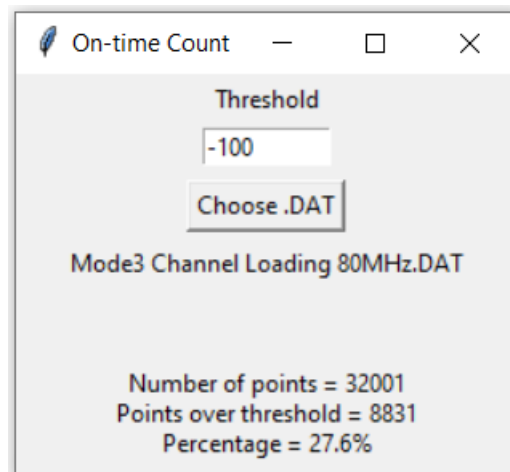 On-time Count
Threshold
-100
Choose .DAT
Mode3 Channel Loading 80MHz.DAT
Number of points = 32001
Points over threshold = 8831
Percentage = 27.6%